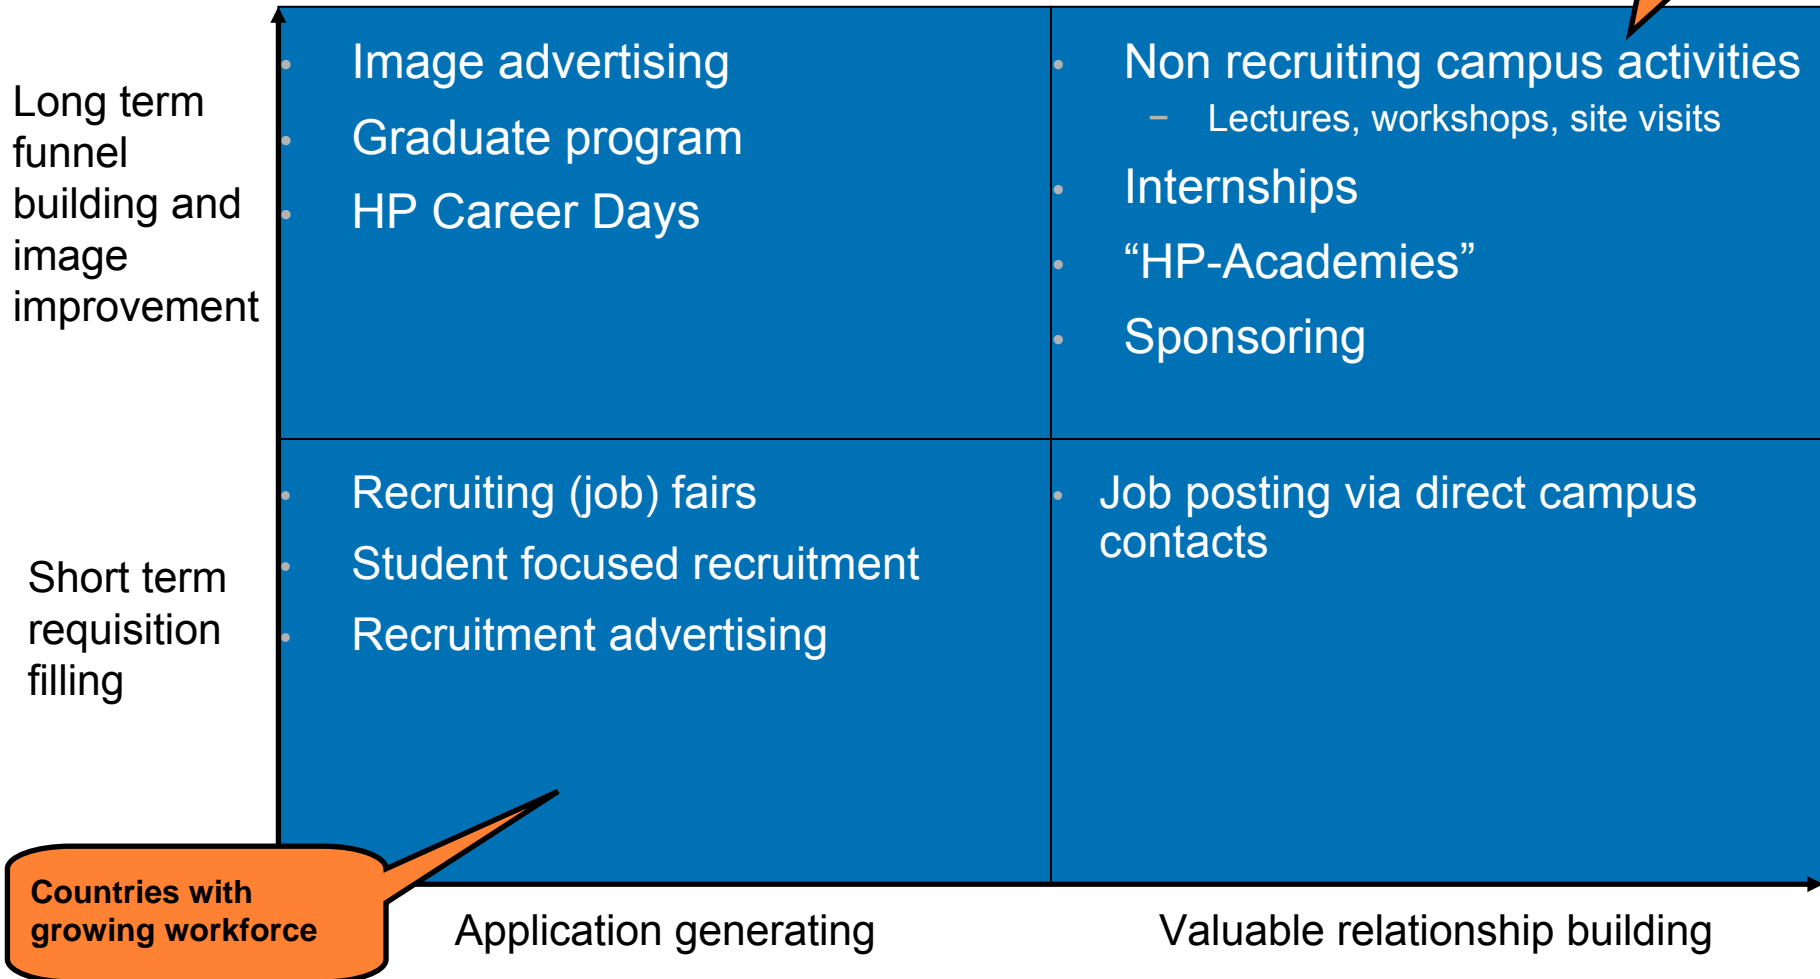 Long term
funnel
building and
image
improvement
• Image advertising
• Graduate program
• HP Career Days
• Non recruiting campus activities
– Lectures, workshops, site visits
• Internships
• “HP-Academies”
• Sponsoring
Short term
requisition
filling
• Recruiting (job) fairs
• Student focused recruitment
• Recruitment advertising
• Job posting via direct campus
contacts
Countries with
growing workforce
Application generating
Valuable relationship building